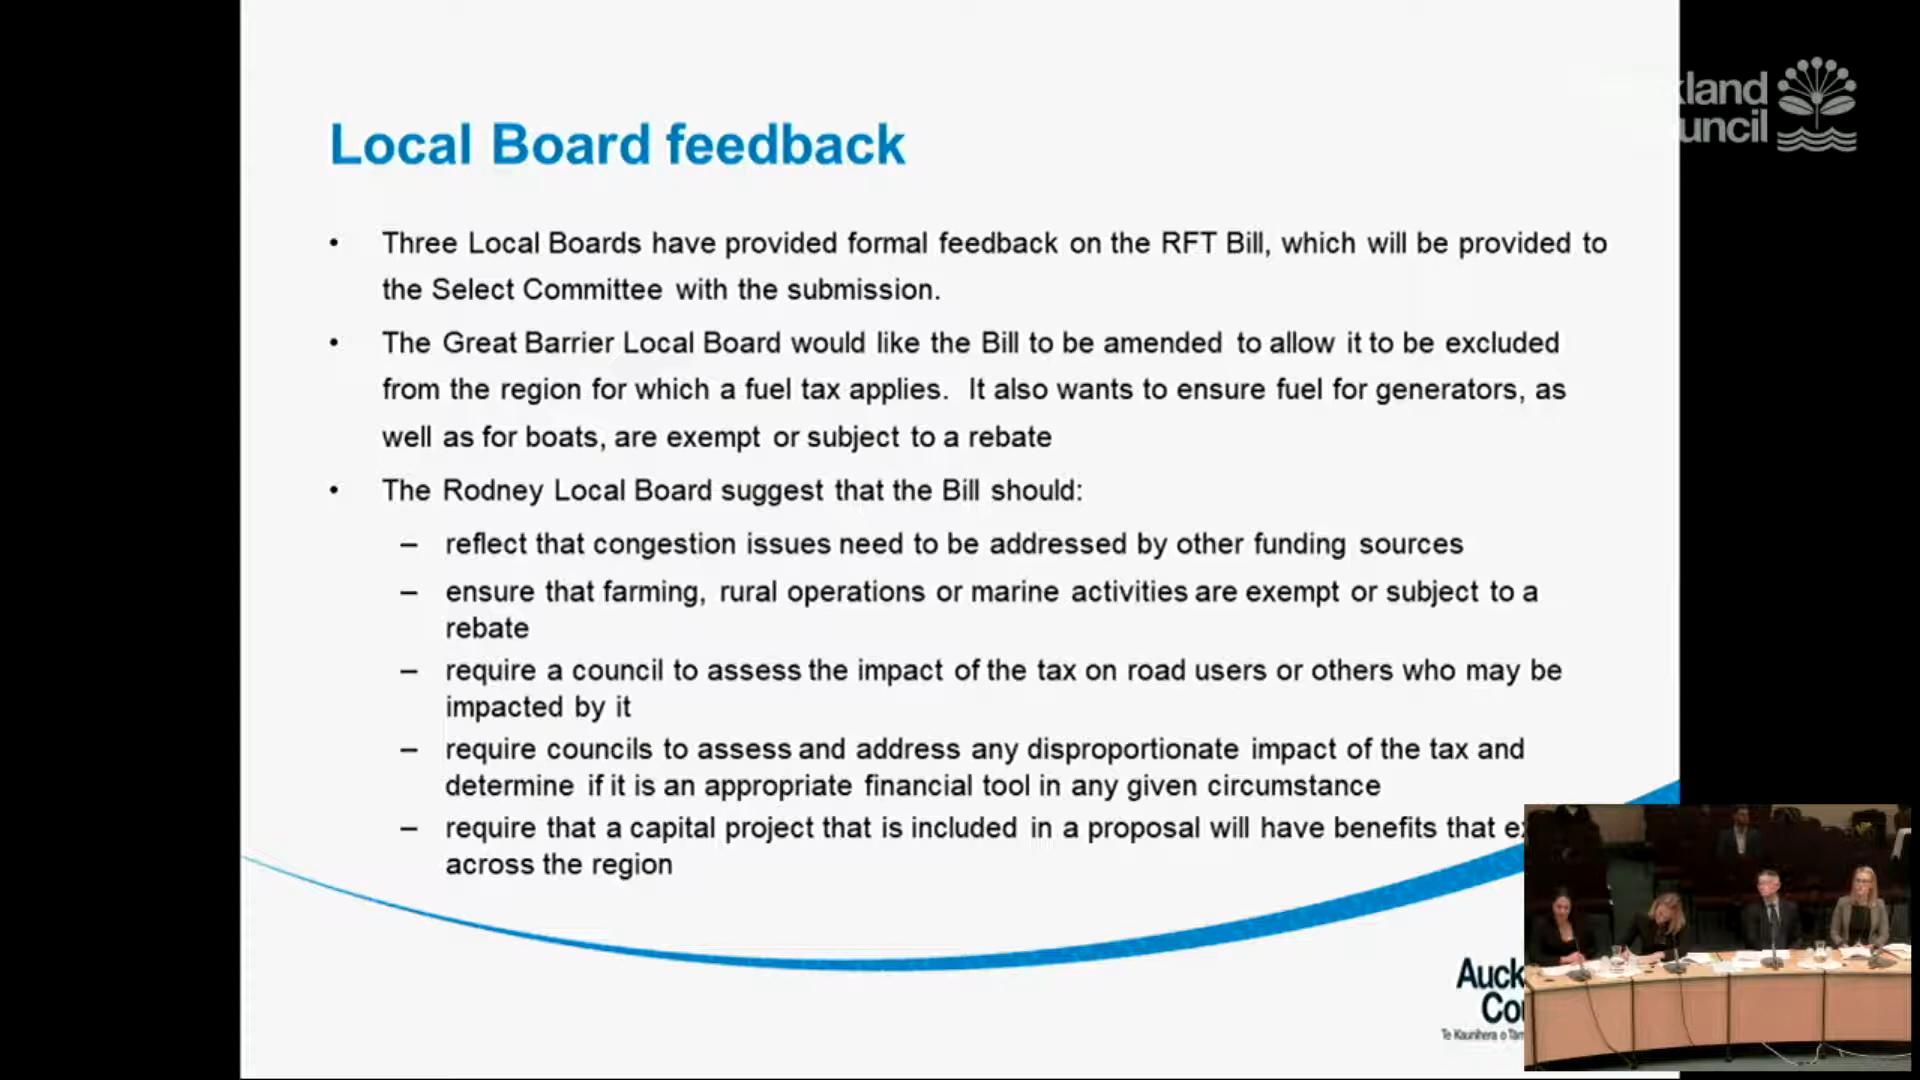 Local Board feedback
• Three Local Boards have provided formal feedback on the RFT Bill, which will be provided to
the Select Committee with the submission.
• The Great Barrier Local Board would like the Bill to be amended to allow it to be excluded
from the region for which a fuel tax applies. It also wants to ensure fuel for generators, as
well as for boats, are exempt or subject to a rebate
• The Rodney Local Board suggest that the Bill should:
– reflect that congestion issues need to be addressed by other funding sources
– ensure that farming, rural operations or marine activities are exempt or subject to a
rebate
– require a council to assess the impact of the tax on road users or others who may be
impacted by it
– require councils to assess and address any disproportionate impact of the tax and
determine if it is an appropriate financial tool in any given circumstance
– require that a capital project that is included in a proposal will have benefits that
across the region
Te Kaunihera o